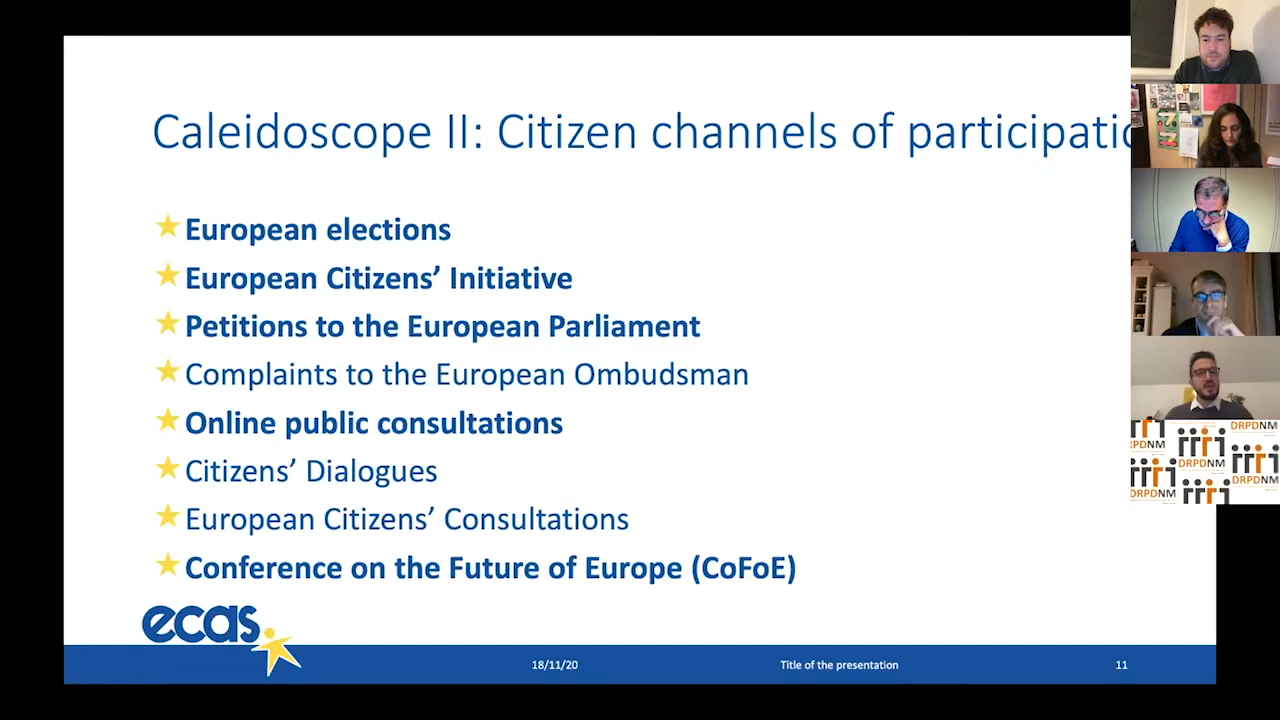 Caleidoscope II: Citizen channels of participatio
European elections
European Citizens’ Initiative
Petitions to the European Parliament
Complaints to the European Ombudsman
Online public consultations
Citizens’ Dialogues
European Citizens’ Consultations
Conference on the Future of Europe (CoFoE)
ecas
18/11/20
Title of the presentation
11
DRPDNM
RPDNM
DRPDNM
DRPDNM
DRPDNM